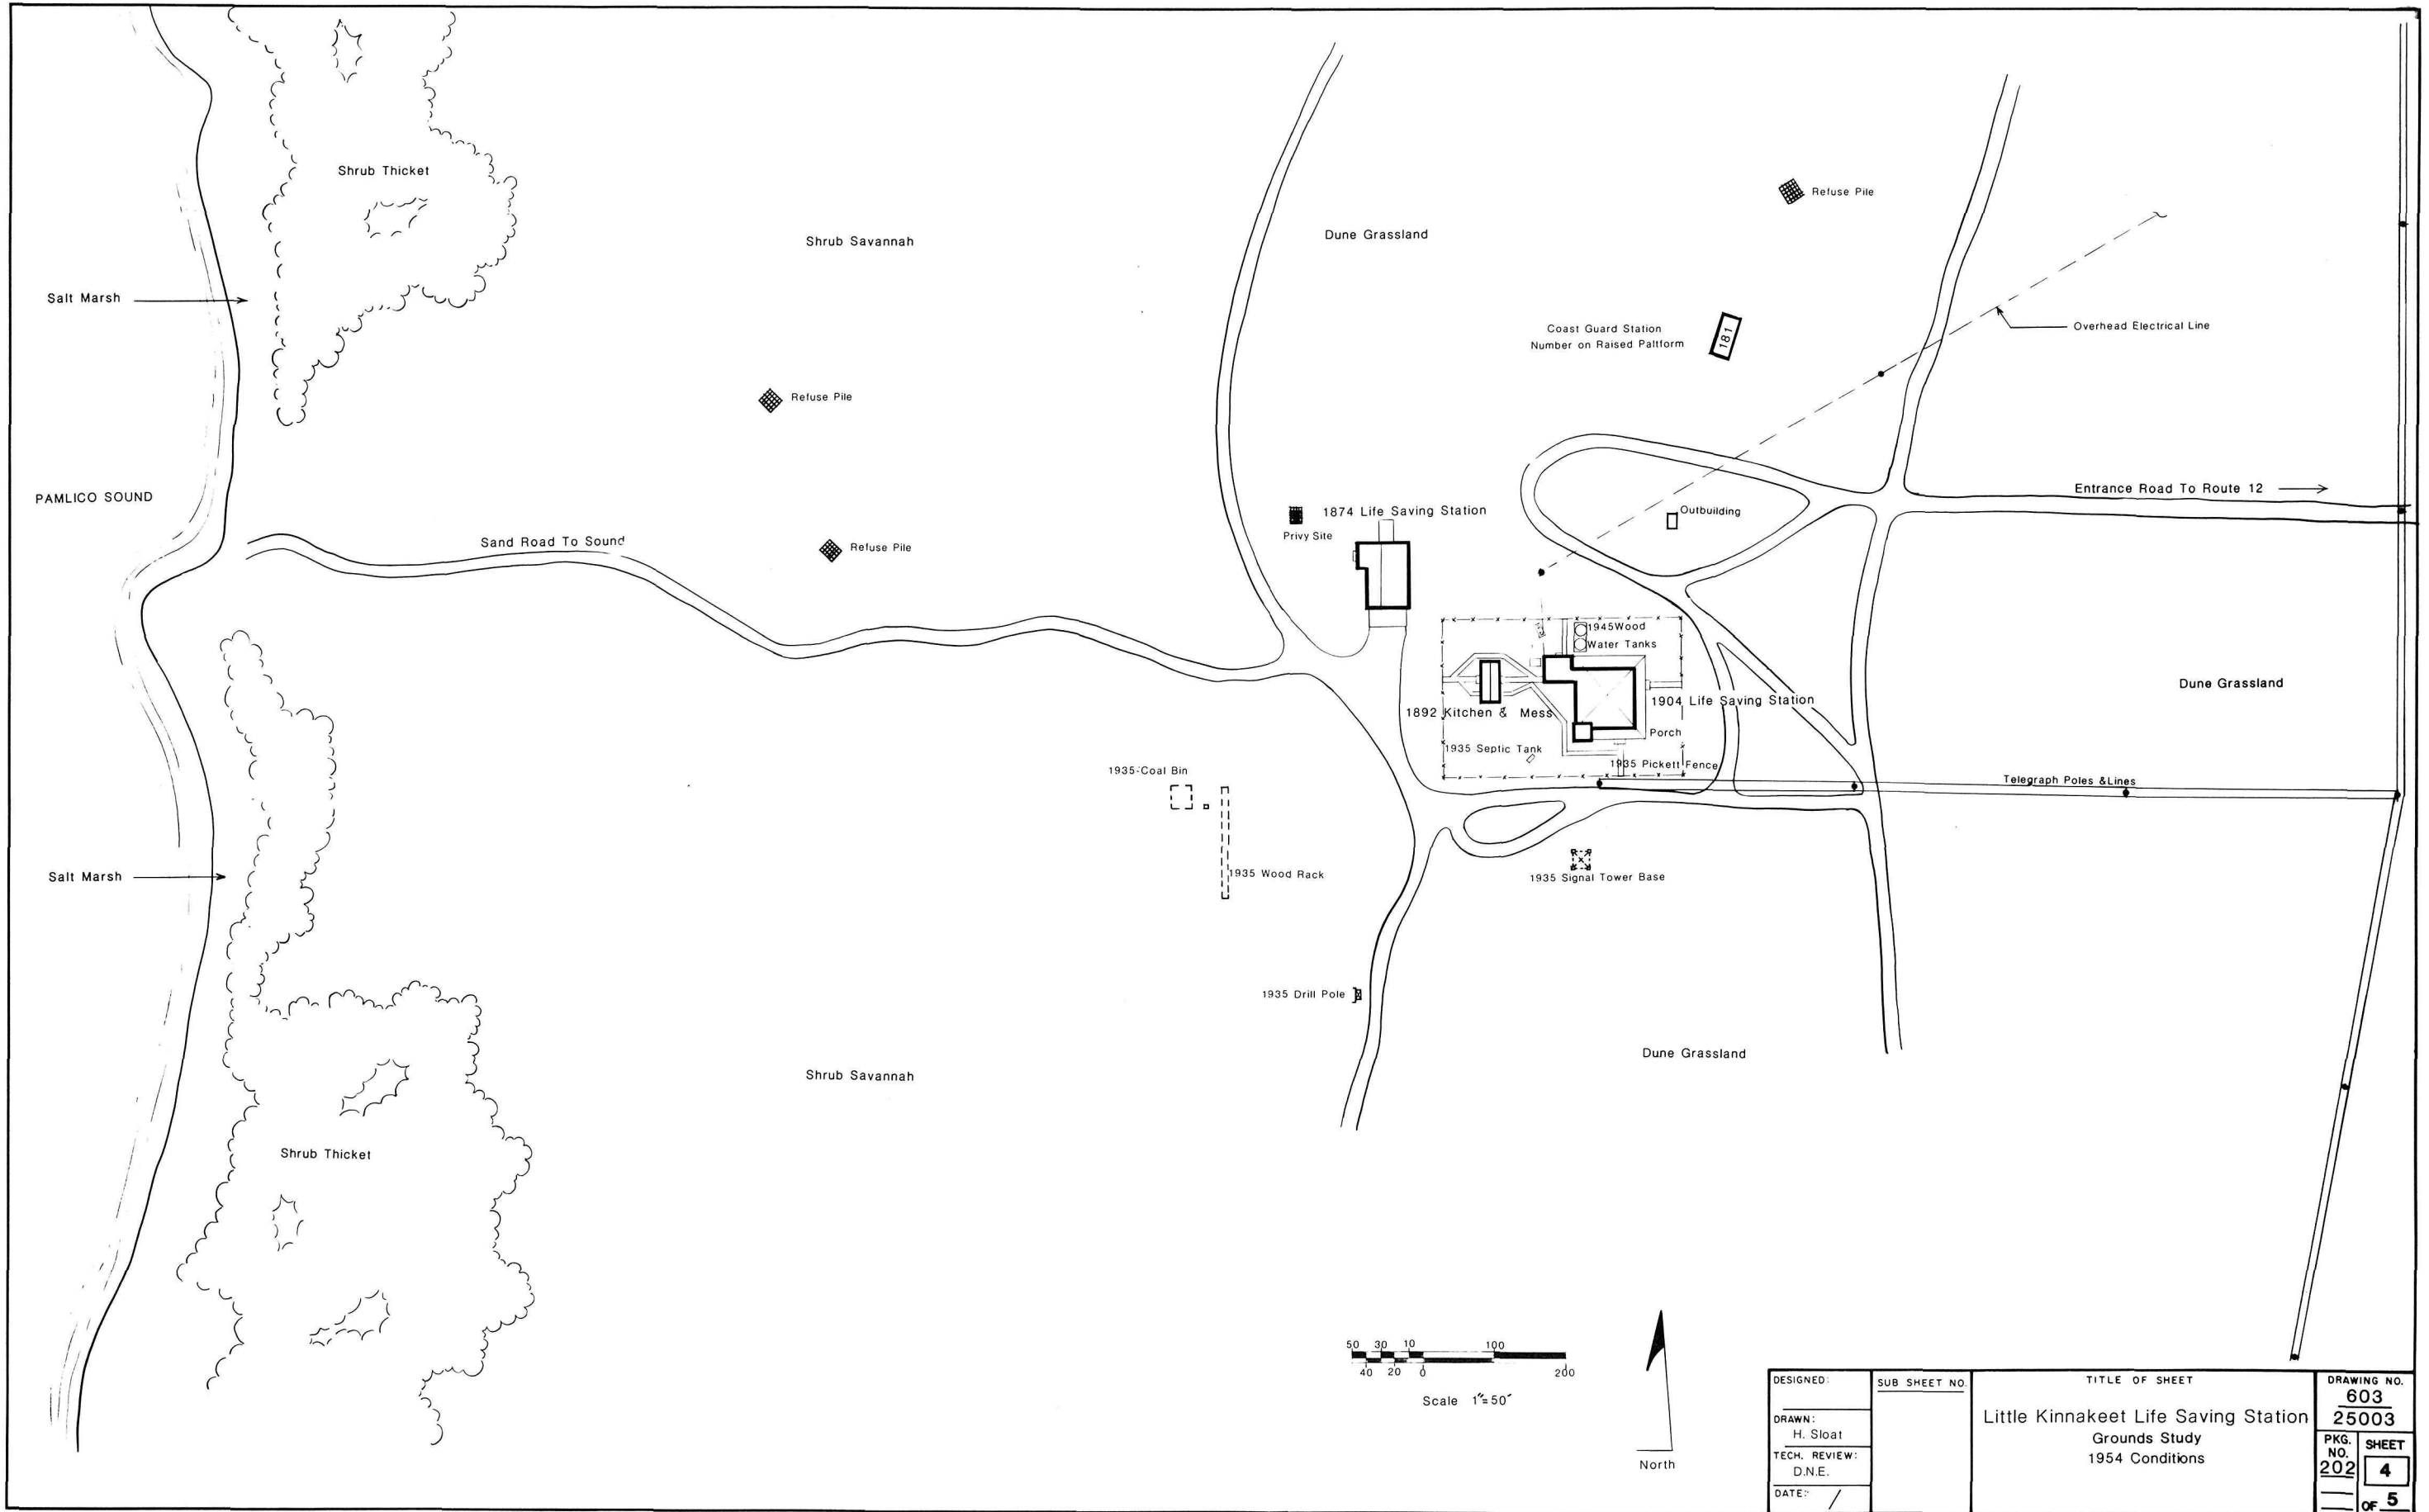 Shrub Thicket
Refuse Pile
Shrub Savannah
Dune Grassland
Salt Marsh
Coast Guard Station
Number on Raised Paltform
181
Overhead Electrical Line
Refuse Pile
PAMLICO SOUND
Entrance Road To Route 12
1874 Life Saving Station
Outbuilding
Privy Site
Sand Road To Sound
Refuse Pile
1945 Wood
Water Tanks
Dune Grassland
1904 Life Saving Station
1892 Kitchen & Mess
Porch
1935 Septic Tank
1935 Pickett Fence
1935 Coal Bin
Telegraph Poles & Lines
Salt Marsh
1935 Wood Rack
1935 Signal Tower Base
1935 Drill Pole
Dune Grassland
Shrub Savannah
Shrub Thicket
50 30 10 100
40 20 0 200
Scale 1"=50'
North
DESIGNED:
DRAWN:
H. Sloat
TECH. REVIEW:
D.N.E.
DATE: /
SUB SHEET NO.
TITLE OF SHEET
Little Kinnakeet Life Saving Station
Grounds Study
1954 Conditions
DRAWING NO.
603
25003
PKG.
NO.
202
SHEET
4
OF 5